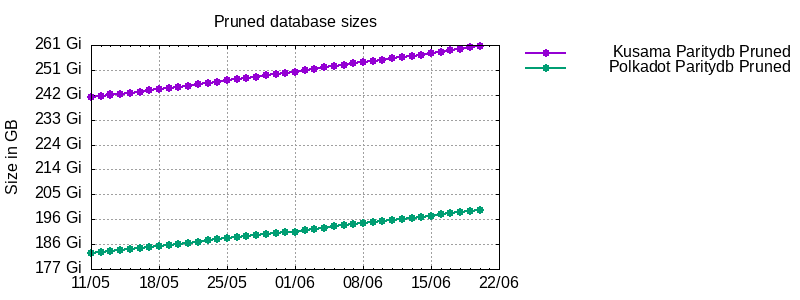 Pruned database sizes
Size in GB
261 Gi
251 Gi
242 Gi
233 Gi
224 Gi
214 Gi
205 Gi
196 Gi
186 Gi
177 Gi
11/05 18/05 25/05 01/06 08/06 15/06 22/06
Kusama Paritydb Pruned
Polkadot Paritydb Pruned